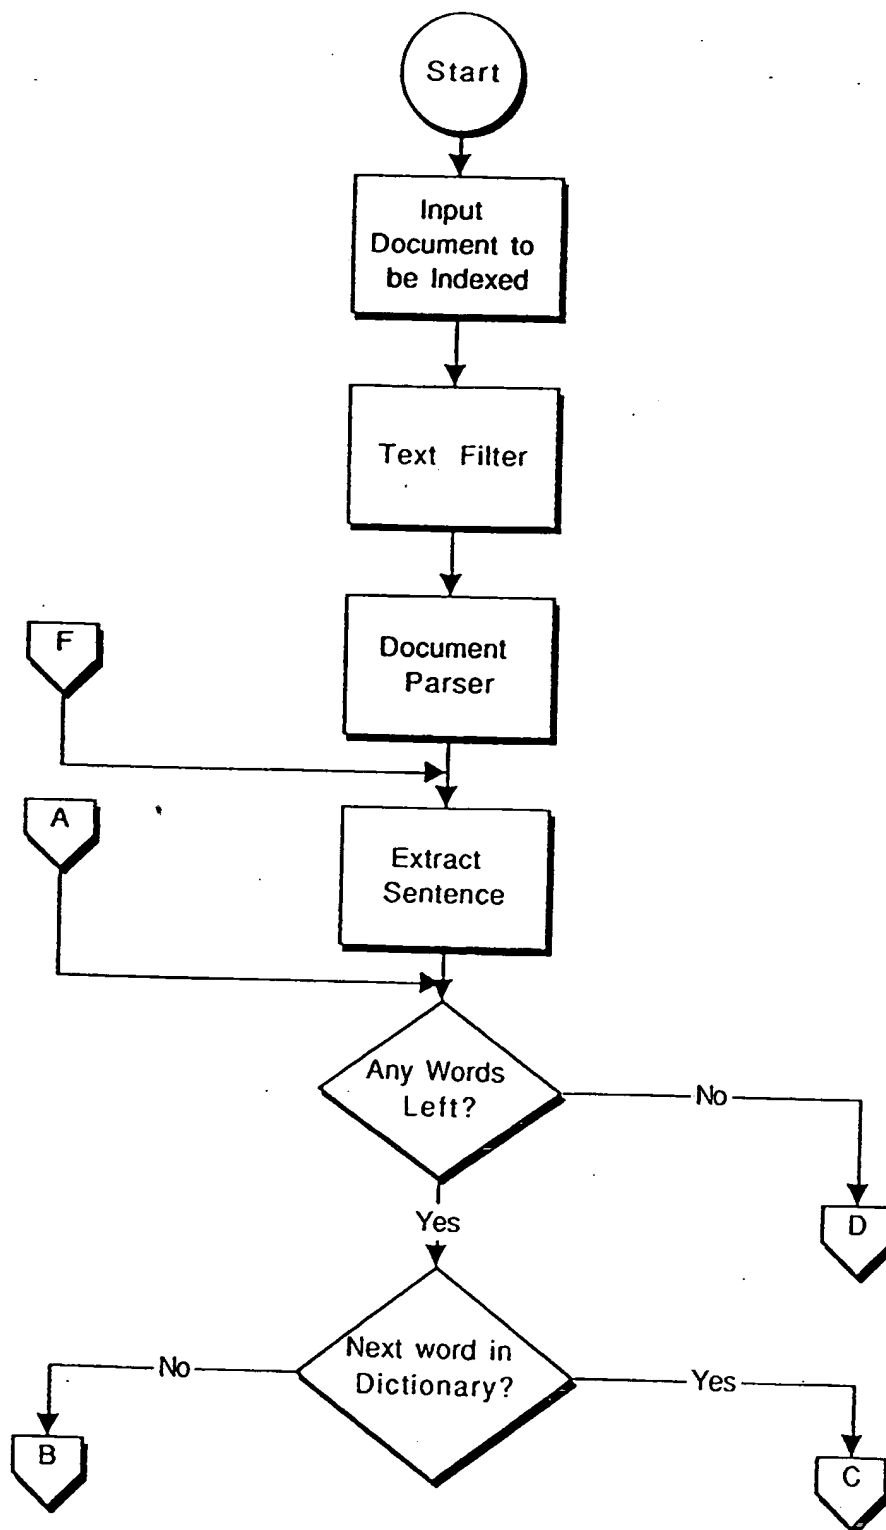 Start
Input
Document to
be Indexed
Text Filter
Document
Parser
F
A
Extract
Sentence
Any Words
Left?
No
D
Yes
Next word in
Dictionary?
No
Yes
B
C